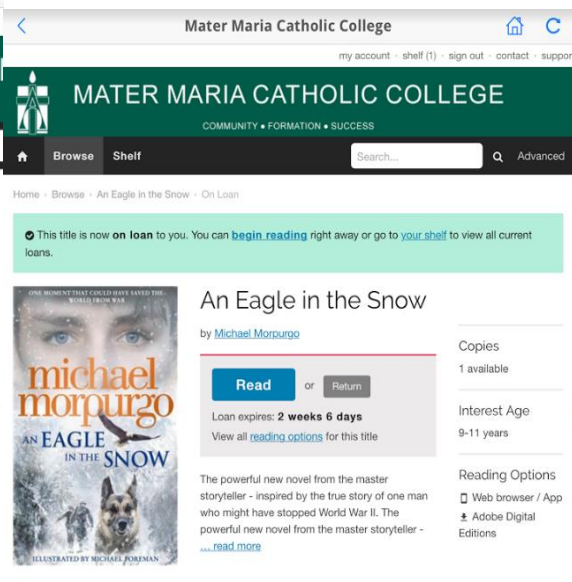 Mater Maria Catholic College
my account · shelf (1) · sign out · contact · suppor
MATER MARIA CATHOLIC COLLEGE
COMMUNITY • FORMATION • SUCCESS
Browse Shelf Search... Advanced
Home · Browse · An Eagle in the Snow · On Loan
This title is now on loan to you. You can begin reading right away or go to your shelf to view all current
loans.
ONE MOMENT THAT COULD HAVE SAVED THE
WORLD FROM WAR
michael
morpurgo
AN EAGLE
IN THE SNOW
ILLUSTRATED BY MICHAEL FOREMAN
An Eagle in the Snow
by Michael Morpurgo
Read or Return
Loan expires: 2 weeks 6 days
View all reading options for this title
The powerful new novel from the master
storyteller - inspired by the true story of one man
who might have stopped World War II. The
powerful new novel from the master storyteller -
... read more
Copies
1 available
Interest Age
9-11 years
Reading Options
Web browser / App
Adobe Digital
Editions